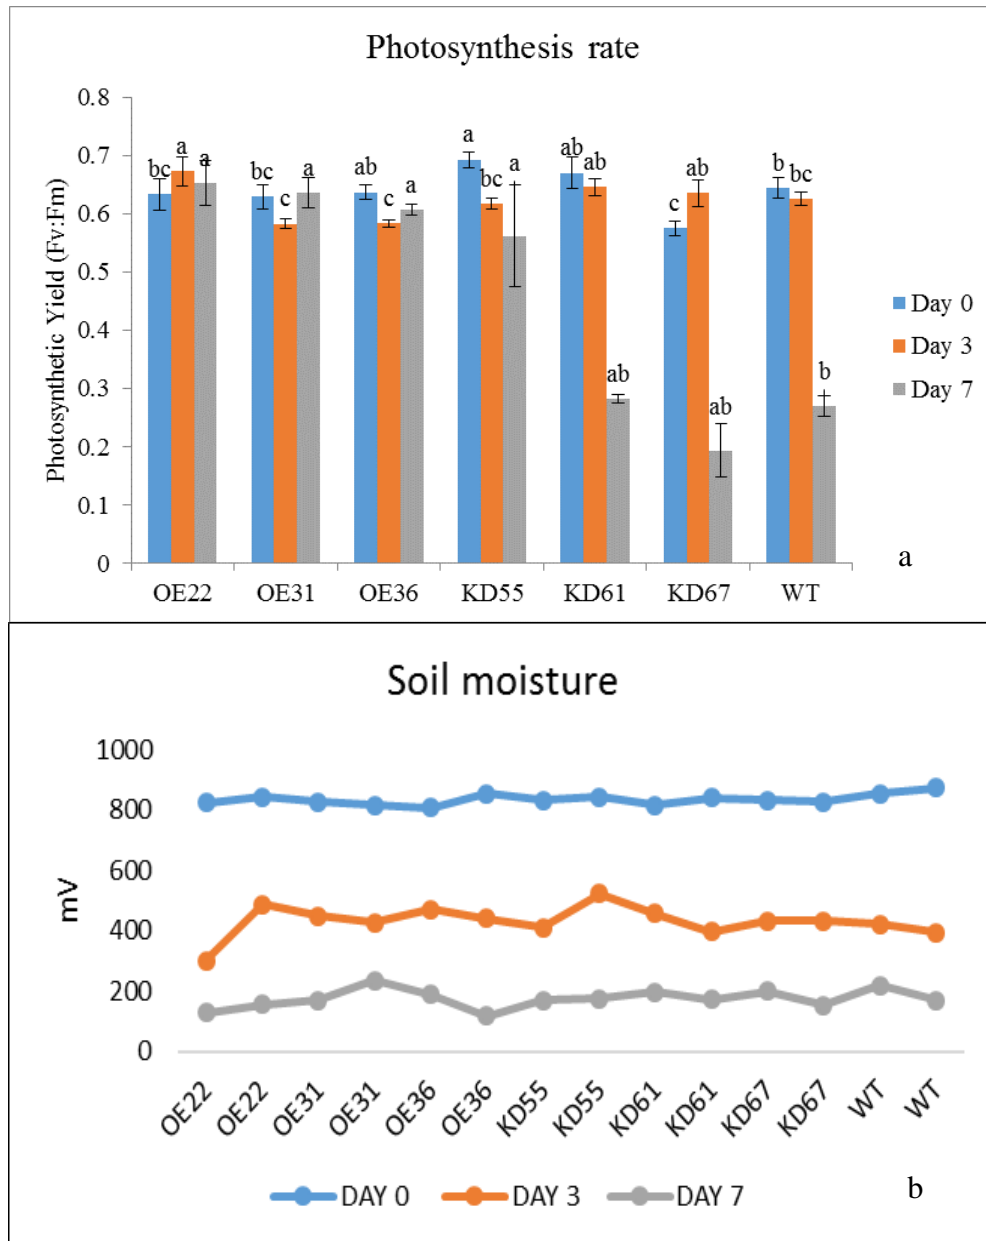 Photosynthesis rate
Photosynthetic Yield (Fv:Fm)
0.8
0.7
0.6
0.5
0.4
0.3
0.2
0.1
0
bc a a
bc c a
ab c a
a bc a
ab ab ab
c ab ab
b bc b
OE22 OE31 OE36 KD55 KD61 KD67 WT
Day 0
Day 3
Day 7
a
Soil moisture
mV
1000
800
600
400
200
0
OE22 OE22 OE31 OE31 OE36 OE36 KD55 KD55 KD61 KD61 KD67 KD67 WT WT
DAY 0 DAY 3 DAY 7
b